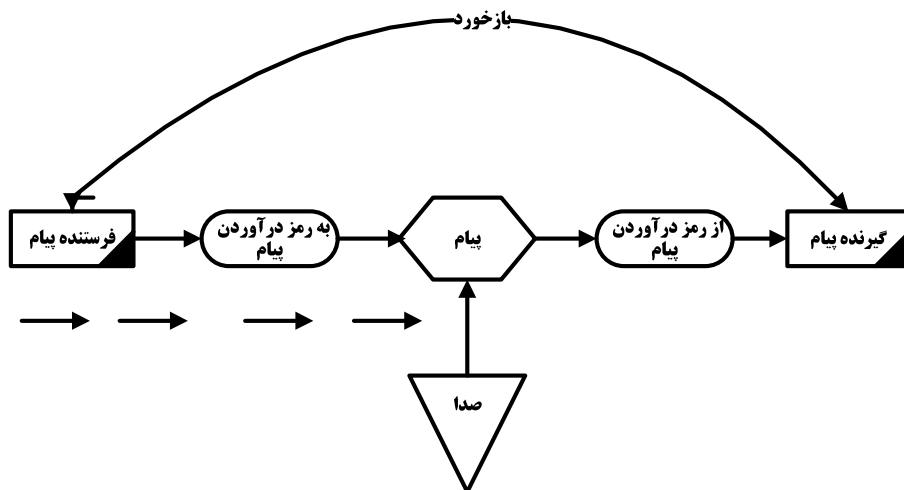 بازخورد
فرستنده پیام
به رمز درآوردن
پیام
پیام
از رمز درآوردن
پیام
گیرنده پیام
صدا